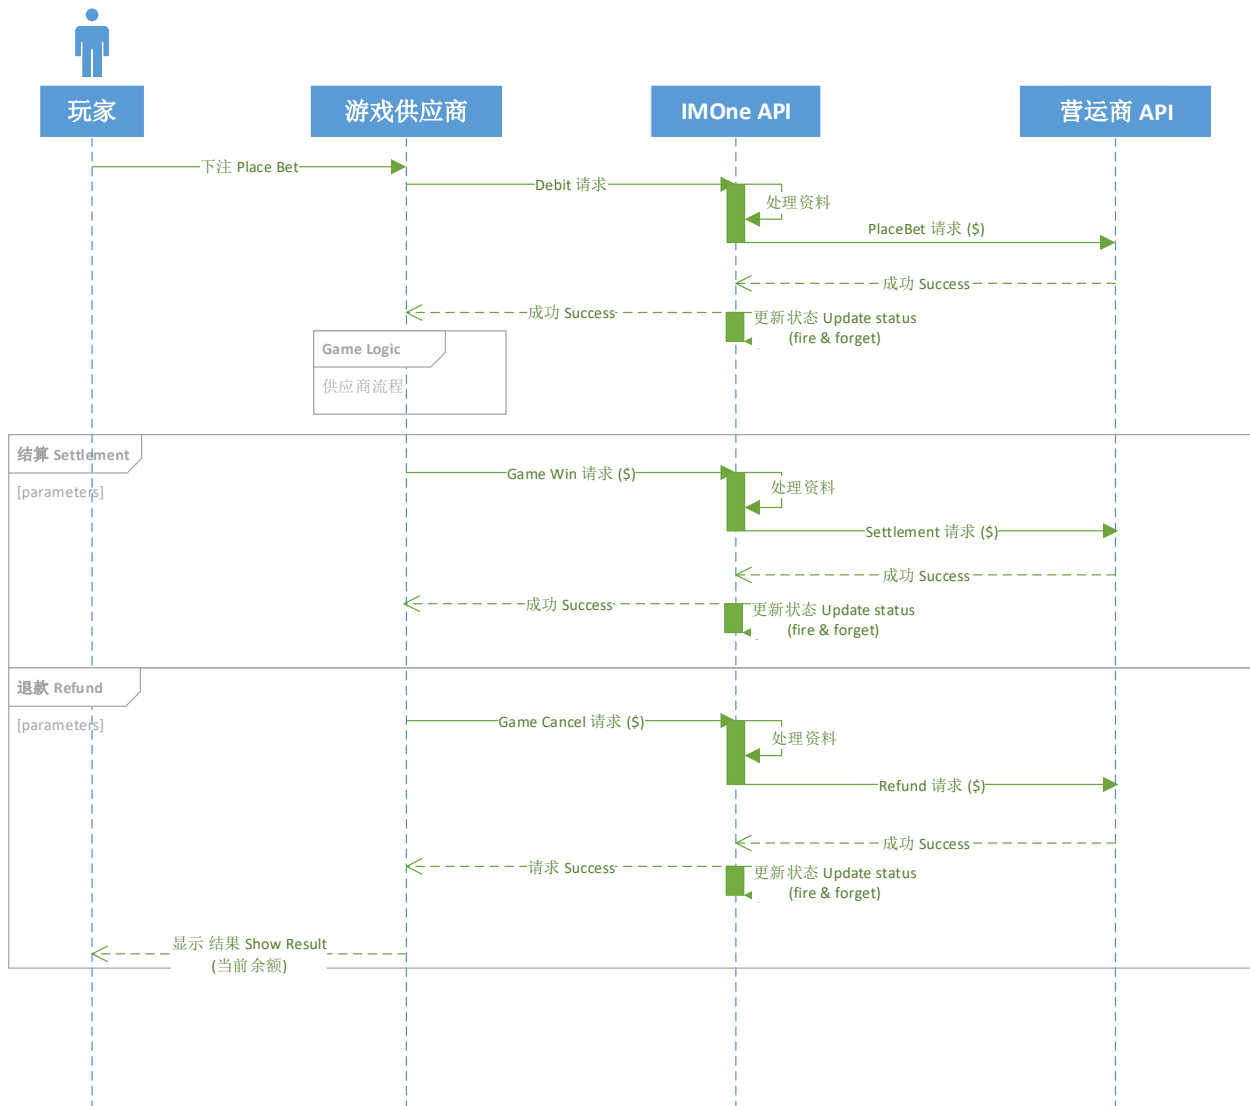 玩家
游戏供应商
IMOne API
营运商 API
下注 Place Bet
Debit 请求
处理资料
PlaceBet 请求 ($)
成功 Success
成功 Success
更新状态 Update status
(fire & forget)
Game Logic
供应商流程
结算 Settlement
[parameters]
Game Win 请求 ($)
处理资料
Settlement 请求 ($)
成功 Success
成功 Success
更新状态 Update status
(fire & forget)
退款 Refund
[parameters]
Game Cancel 请求 ($)
处理资料
Refund 请求 ($)
成功 Success
请求 Success
更新状态 Update status
(fire & forget)
显示 结果 Show Result
(当前余额)